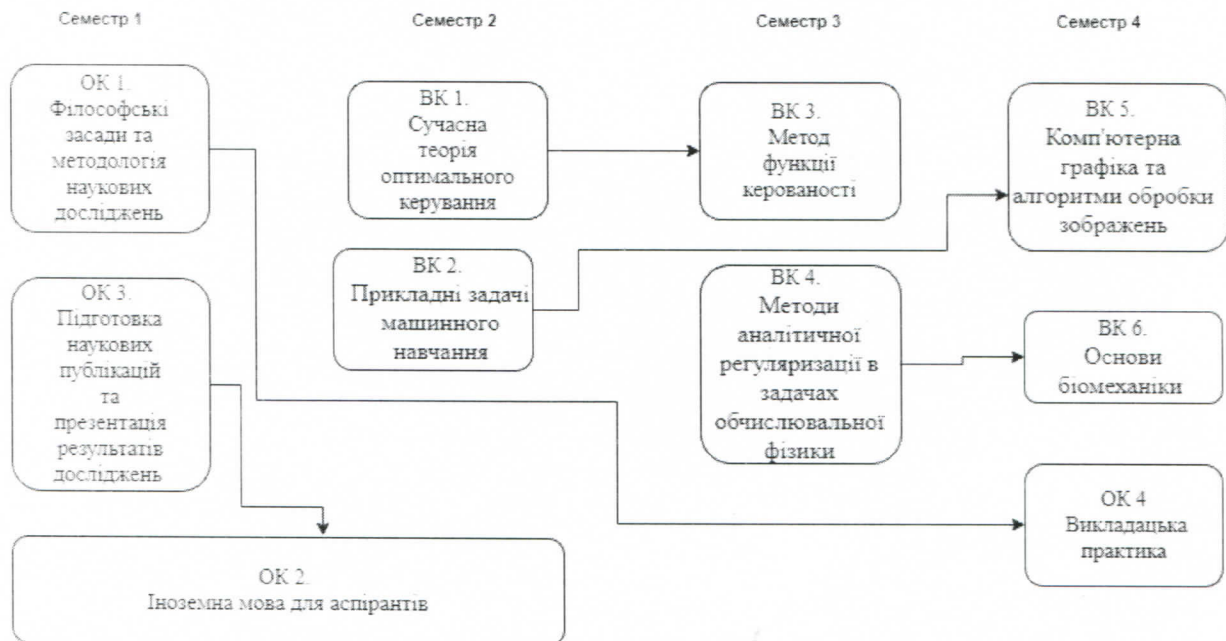 Семестр 1
Семестр 2
Семестр 3
Семестр 4
ОК 1.
Філософські
засади та
методологія
наукових
досліджень
ОК 3.
Підготовка
наукових
публікацій
та
презентація
результатів
досліджень
ОК 2.
Іноземна мова для аспірантів
ВК 1.
Сучасна
теорія
оптимального
керування
ВК 2.
Прикладні задачі
машинного
навчання
ВК 3.
Метод
функції
керованості
ВК 4.
Методи
аналітичної
регуляризації в
задачах
обчислювальної
фізики
ВК 5.
Комп'ютерна
графіка та
алгоритми обробки
зображень
ВК 6.
Основи
біомеханіки
ОК 4
Викладацька
практика